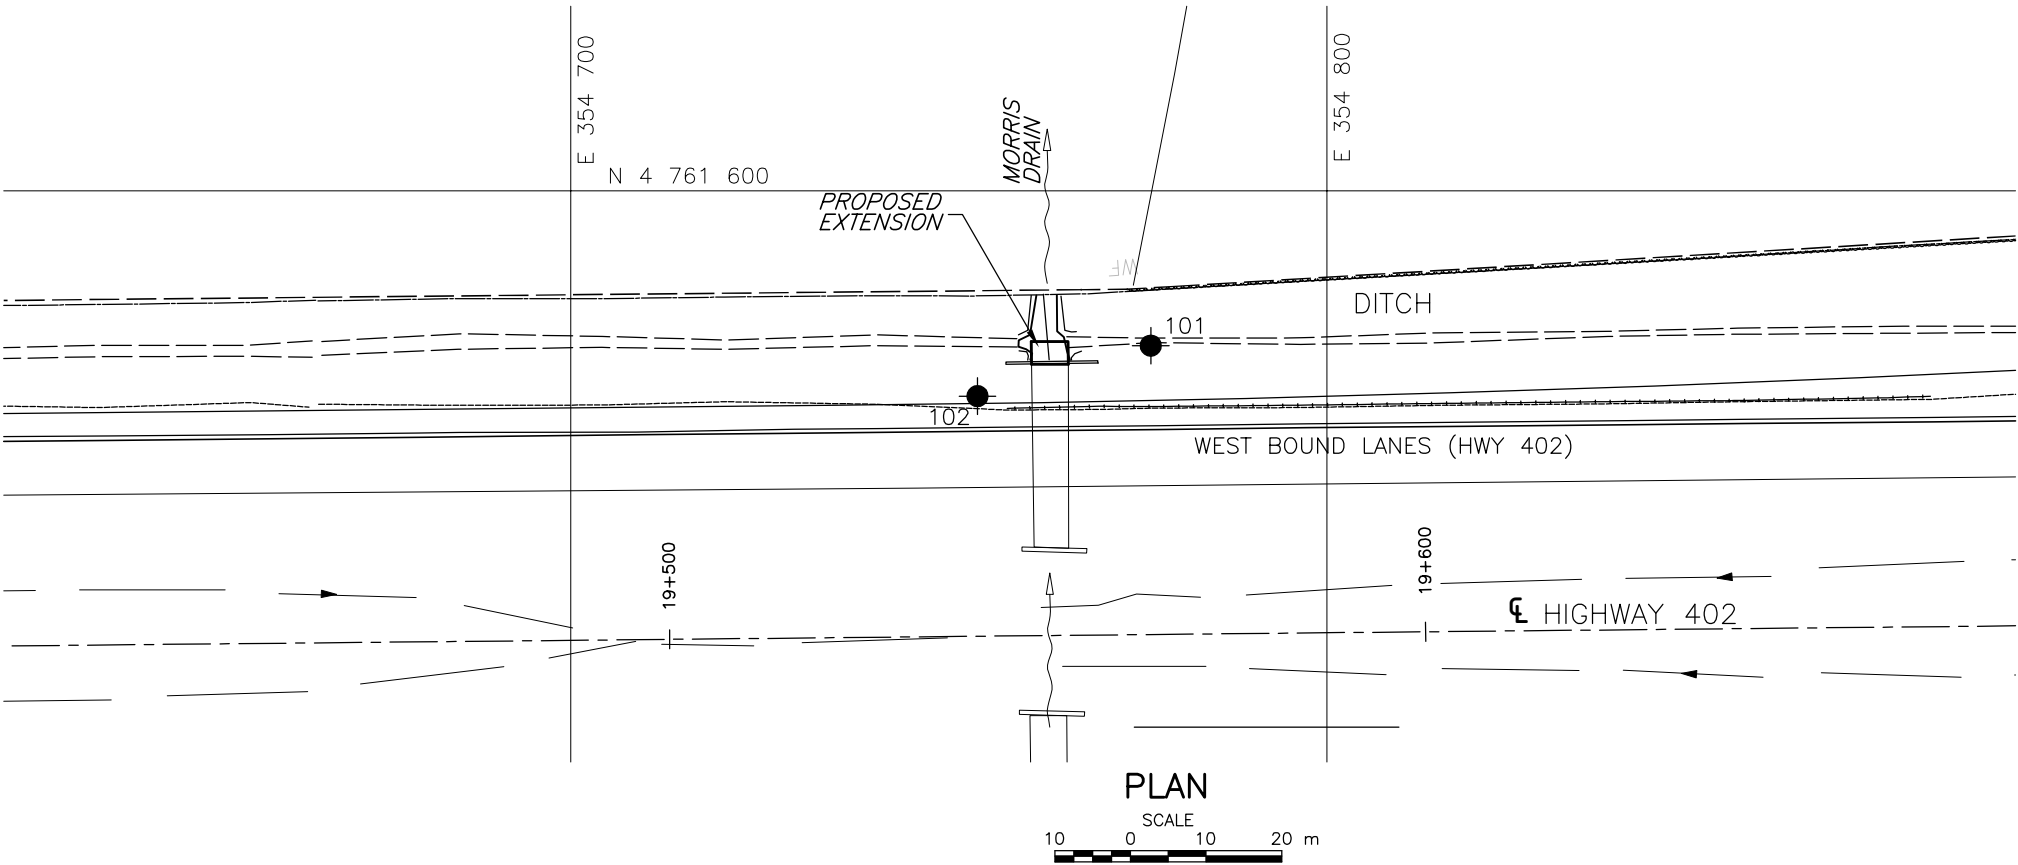 E 354 700
E 354 800
MORRIS
DRAIN
N 4 761 600
PROPOSED
EXTENSION
WF
DITCH
101
102
WEST BOUND LANES (HWY 402)
19+500
19+600
℄ HIGHWAY 402
PLAN
SCALE
10 0 10 20 m